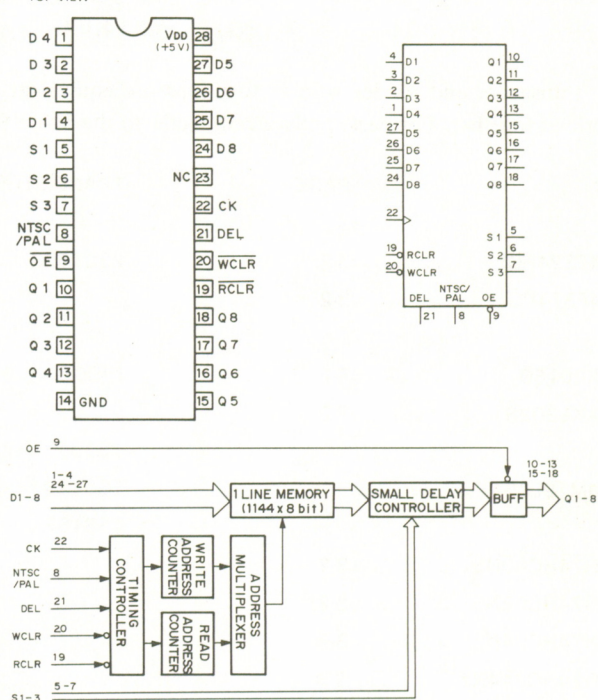 D 4 1 VDD 28
(+5V)
D 3 2 27 D5
D 2 3 26 D6
D 1 4 25 D7
S 1 5 24 D8
S 2 6 NC 23
S 3 7 22 CK
NTSC
/PAL 8 21 DEL
OE 9 20 WCLR
Q 1 10 19 RCLR
Q 2 11 18 Q8
Q 3 12 17 Q7
Q 4 13 16 Q6
14 GND 15 Q5
4 D1 Q1 10
3 D2 Q2 11
2 D3 Q3 12
1 D4 Q4 13
27 D5 Q5 15
26 D6 Q6 16
25 D7 Q7 17
24 D8 Q8 18
22
S1 5
19 RCLR S2 6
20 WCLR S3 7
NTSC/
DEL PAL OE
21 8 9
OE 9
10-13
15-18
1-4
24-27
D1-8 1 LINE MEMORY SMALL DELAY BUFF Q1-8
(1144 x 8 bit) CONTROLLER
CK 22
NTSC 8
/PAL
DEL 21
WCLR 20
RCLR 19
TIMING
CONTROLLER
WRITE
ADDRESS
COUNTER
READ
ADDRESS
COUNTER
ADDRESS
MULTIPLEXER
5-7
S1-3